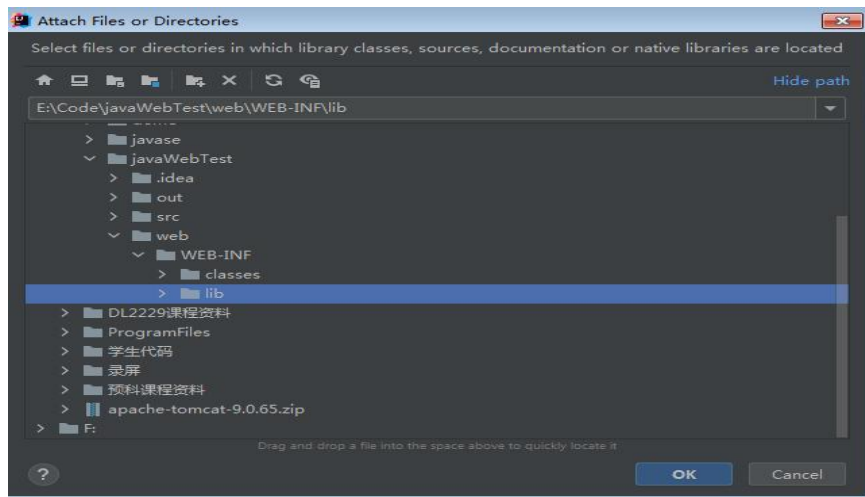 Attach Files or Directories
Select files or directories in which library classes, sources, documentation or native libraries are located
Hide path
E:\Code\javaWebTest\web\WEB-INF\lib
javase
javaWebTest
.idea
out
src
web
WEB-INF
classes
lib
DL2229课程资料
ProgramFiles
学生代码
录屏
预科课程资料
apache-tomcat-9.0.65.zip
F:
Drag and drop a file into the space above to quickly locate it
?
OK
Cancel